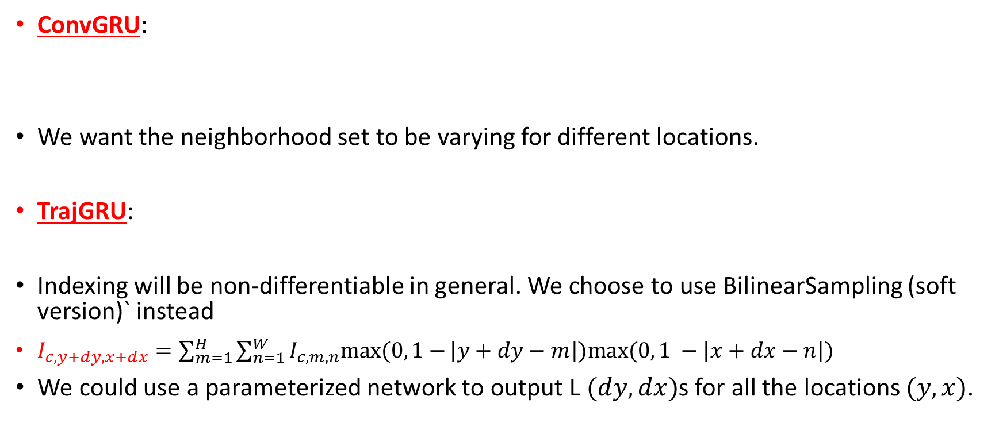 • ConvGRU:
• We want the neighborhood set to be varying for different locations.
• TrajGRU:
• Indexing will be non-differentiable in general. We choose to use BilinearSampling (soft
version)` instead
• I_{c,y+dy,x+dx} = ∑_{m=1}^{H} ∑_{n=1}^{W} I_{c,m,n} max(0, 1 − |y + dy − m|) max(0, 1 − |x + dx − n|)
• We could use a parameterized network to output L (dy, dx)s for all the locations (y, x).